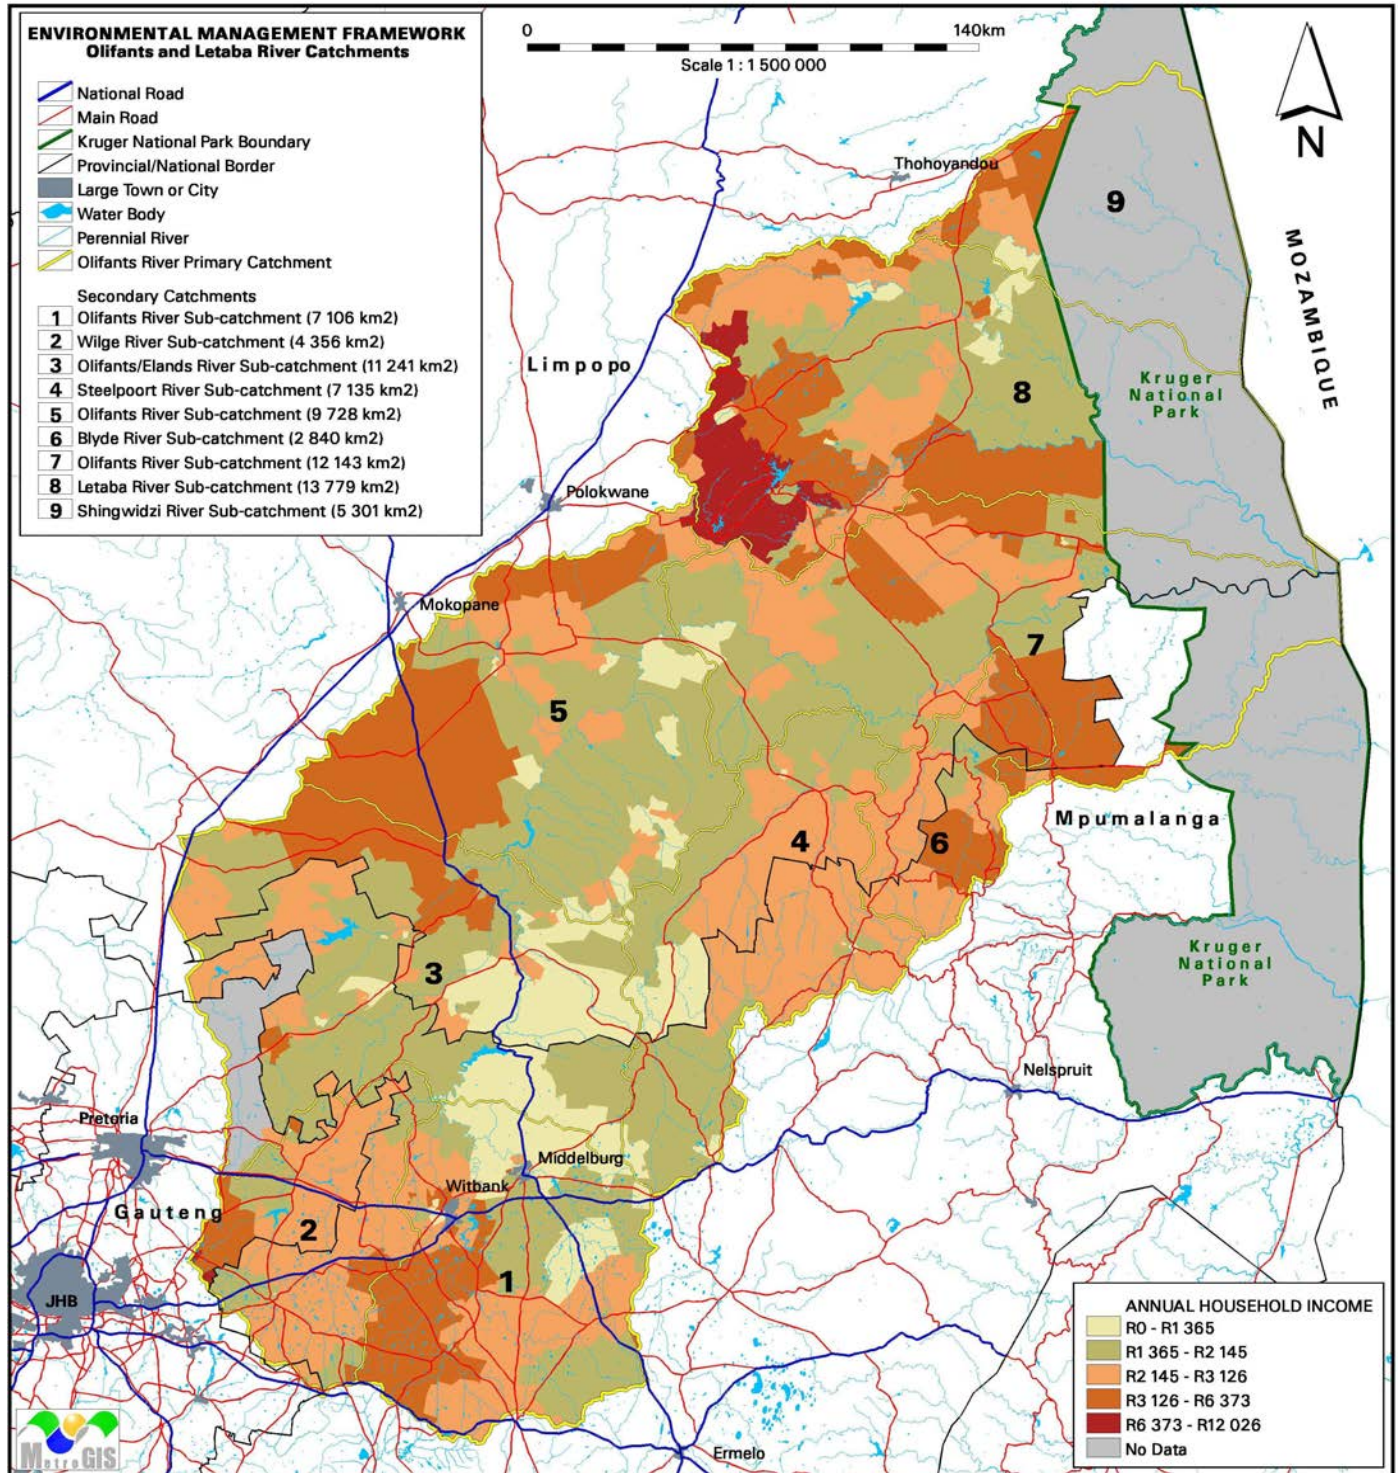 ENVIRONMENTAL MANAGEMENT FRAMEWORK
Olifants and Letaba River Catchments
National Road
Main Road
Kruger National Park Boundary
Provincial/National Border
Large Town or City
Water Body
Perennial River
Olifants River Primary Catchment
Secondary Catchments
1 Olifants River Sub-catchment (7 106 km2)
2 Wilge River Sub-catchment (4 356 km2)
3 Olifants/Elands River Sub-catchment (11 241 km2)
4 Steelpoort River Sub-catchment (7 135 km2)
5 Olifants River Sub-catchment (9 728 km2)
6 Blyde River Sub-catchment (2 840 km2)
7 Olifants River Sub-catchment (12 143 km2)
8 Letaba River Sub-catchment (13 779 km2)
9 Shingwidzi River Sub-catchment (5 301 km2)
0 140km
Scale 1 : 1 500 000
N
Thohoyandou
9
MOZAMBIQUE
Limpopo
8
Kruger
National
Park
Polokwane
Mokopane
7
5
4
6
Mpumalanga
3
Kruger
National
Park
Nelspruit
Pretoria
Middelburg
Witbank
Gauteng
2
1
JHB
Ermelo
MetroGIS
ANNUAL HOUSEHOLD INCOME
R0 - R1 365
R1 365 - R2 145
R2 145 - R3 126
R3 126 - R6 373
R6 373 - R12 026
No Data